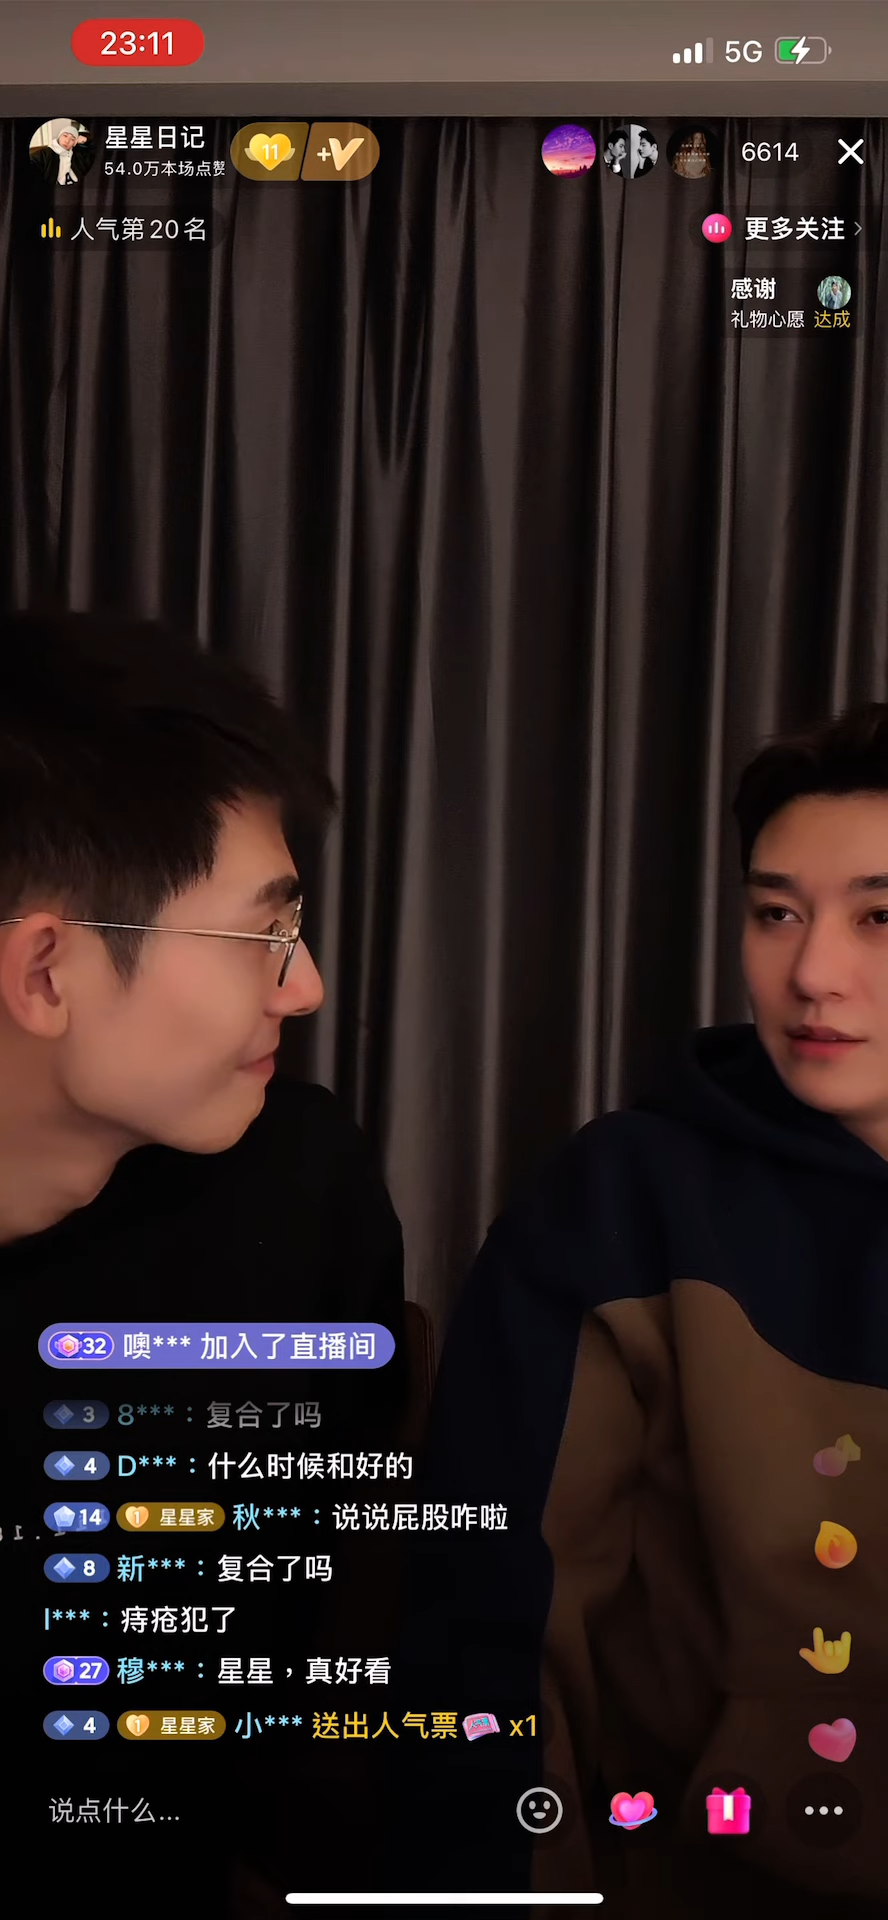 23:11
5G
星星日记
54.0万本场点赞
11
+V
6614
人气第20名
更多关注
感谢
礼物心愿 达成
32 噢*** 加入了直播间
3 8***：复合了吗
4 D***：什么时候和好的
14 1 星星家 秋***：说说屁股咋啦
8 新***：复合了吗
l***：痔疮犯了
27 穆***：星星，真好看
4 1 星星家 小*** 送出人气票 x1
说点什么...